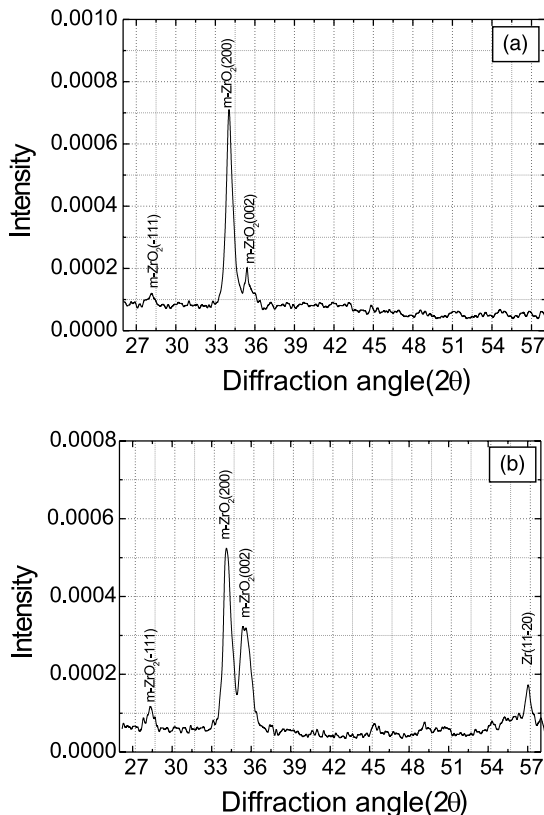 (a)
0.0010
0.0008
0.0006
0.0004
0.0002
0.0000
Intensity
m-ZrO₂(-111)
m-ZrO₂(200)
m-ZrO₂(002)
27 30 33 36 39 42 45 48 51 54 57
Diffraction angle(2θ)
(b)
0.0008
0.0006
0.0004
0.0002
0.0000
Intensity
m-ZrO₂(-111)
m-ZrO₂(200)
m-ZrO₂(002)
Zr(11-20)
27 30 33 36 39 42 45 48 51 54 57
Diffraction angle(2θ)